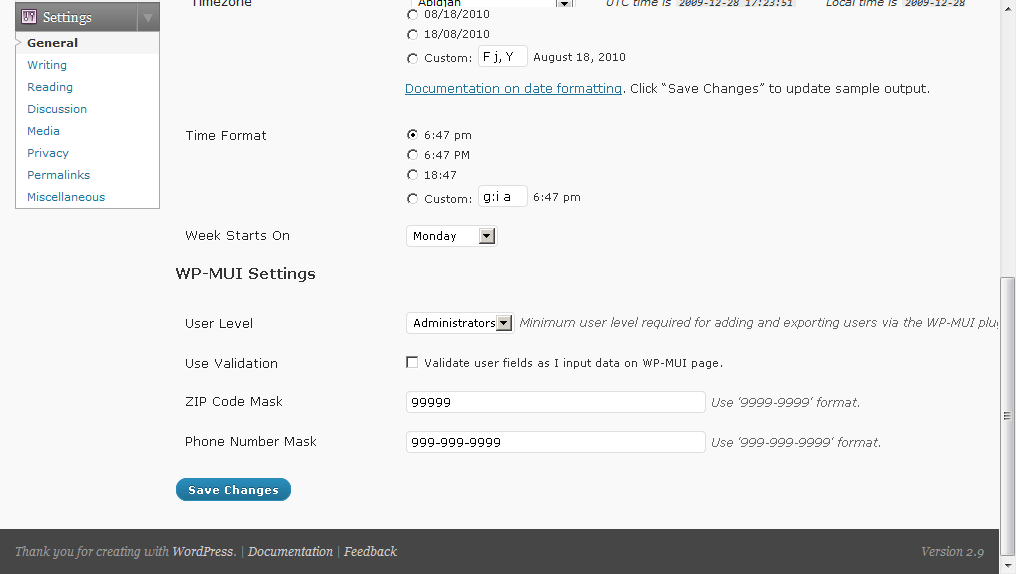 Settings
General
Writing
Reading
Discussion
Media
Privacy
Permalinks
Miscellaneous
Timezone Abidjan UTC time is 2009-12-28 17:23:51 Local time is 2009-12-28
08/18/2010
18/08/2010
Custom: F j, Y August 18, 2010
Documentation on date formatting. Click “Save Changes” to update sample output.
Time Format
6:47 pm
6:47 PM
18:47
Custom: g:i a 6:47 pm
Week Starts On Monday
WP-MUI Settings
User Level Administrators Minimum user level required for adding and exporting users via the WP-MUI
Use Validation Validate user fields as I input data on WP-MUI page.
ZIP Code Mask 99999 Use '9999-9999' format.
Phone Number Mask 999-999-9999 Use '999-999-9999' format.
Save Changes
Thank you for creating with WordPress. | Documentation | Feedback Version 2.9